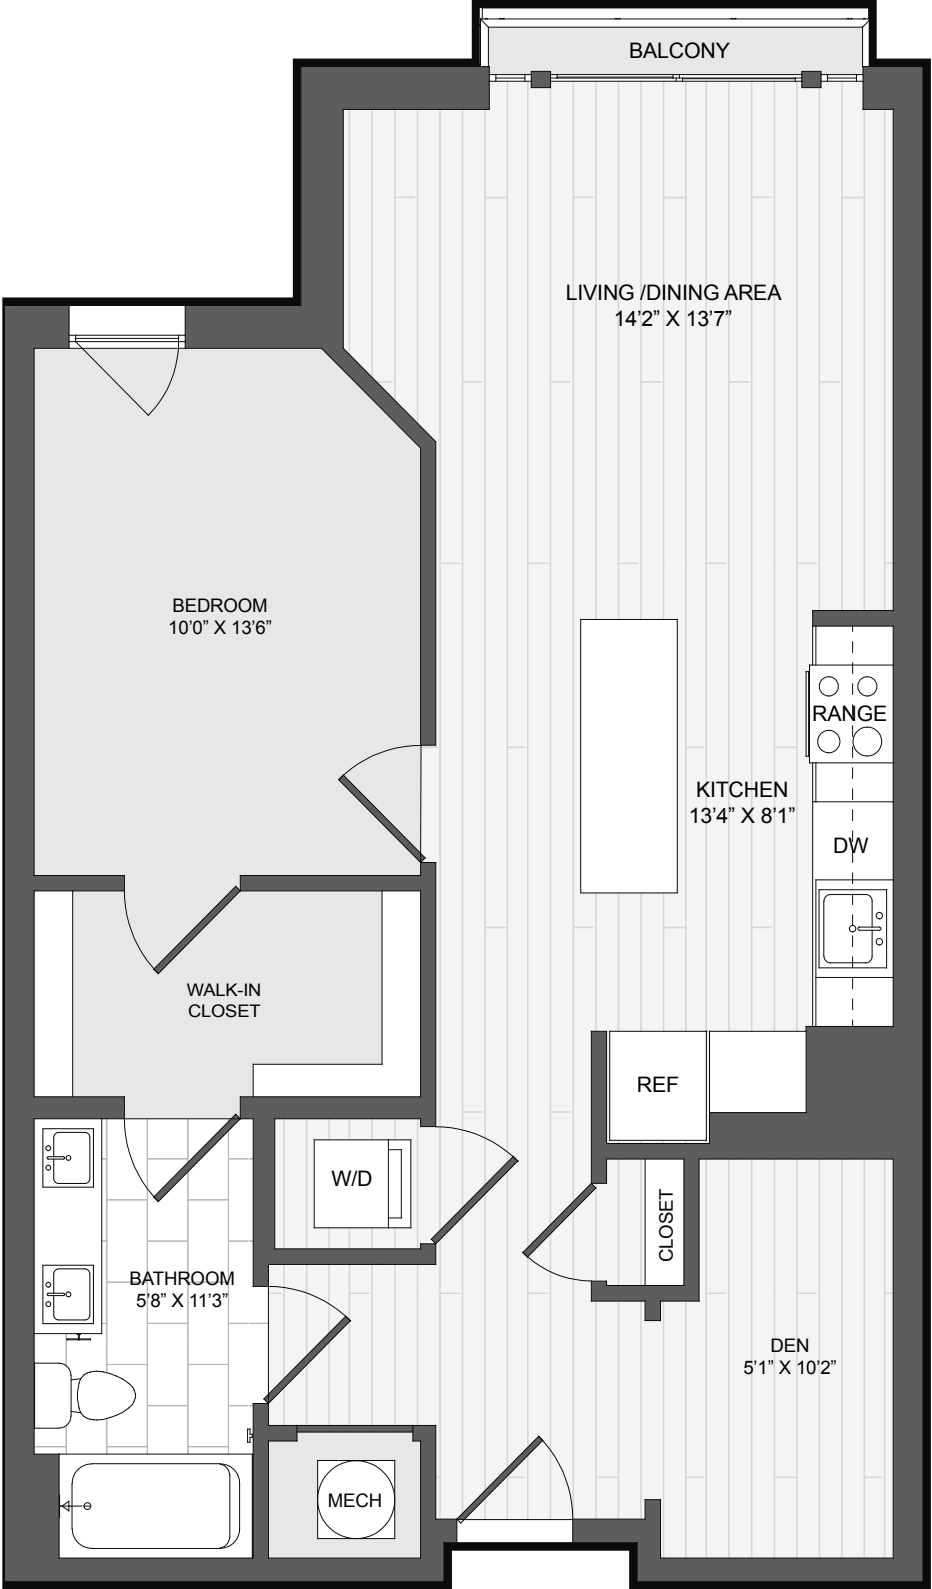 BALCONY
LIVING /DINING AREA
14’2” X 13’7”
BEDROOM
10’0” X 13’6”
RANGE
KITCHEN
13’4” X 8’1”
DW
WALK-IN
CLOSET
REF
W/D
CLOSET
BATHROOM
5’8” X 11’3”
DEN
5’1” X 10’2”
MECH